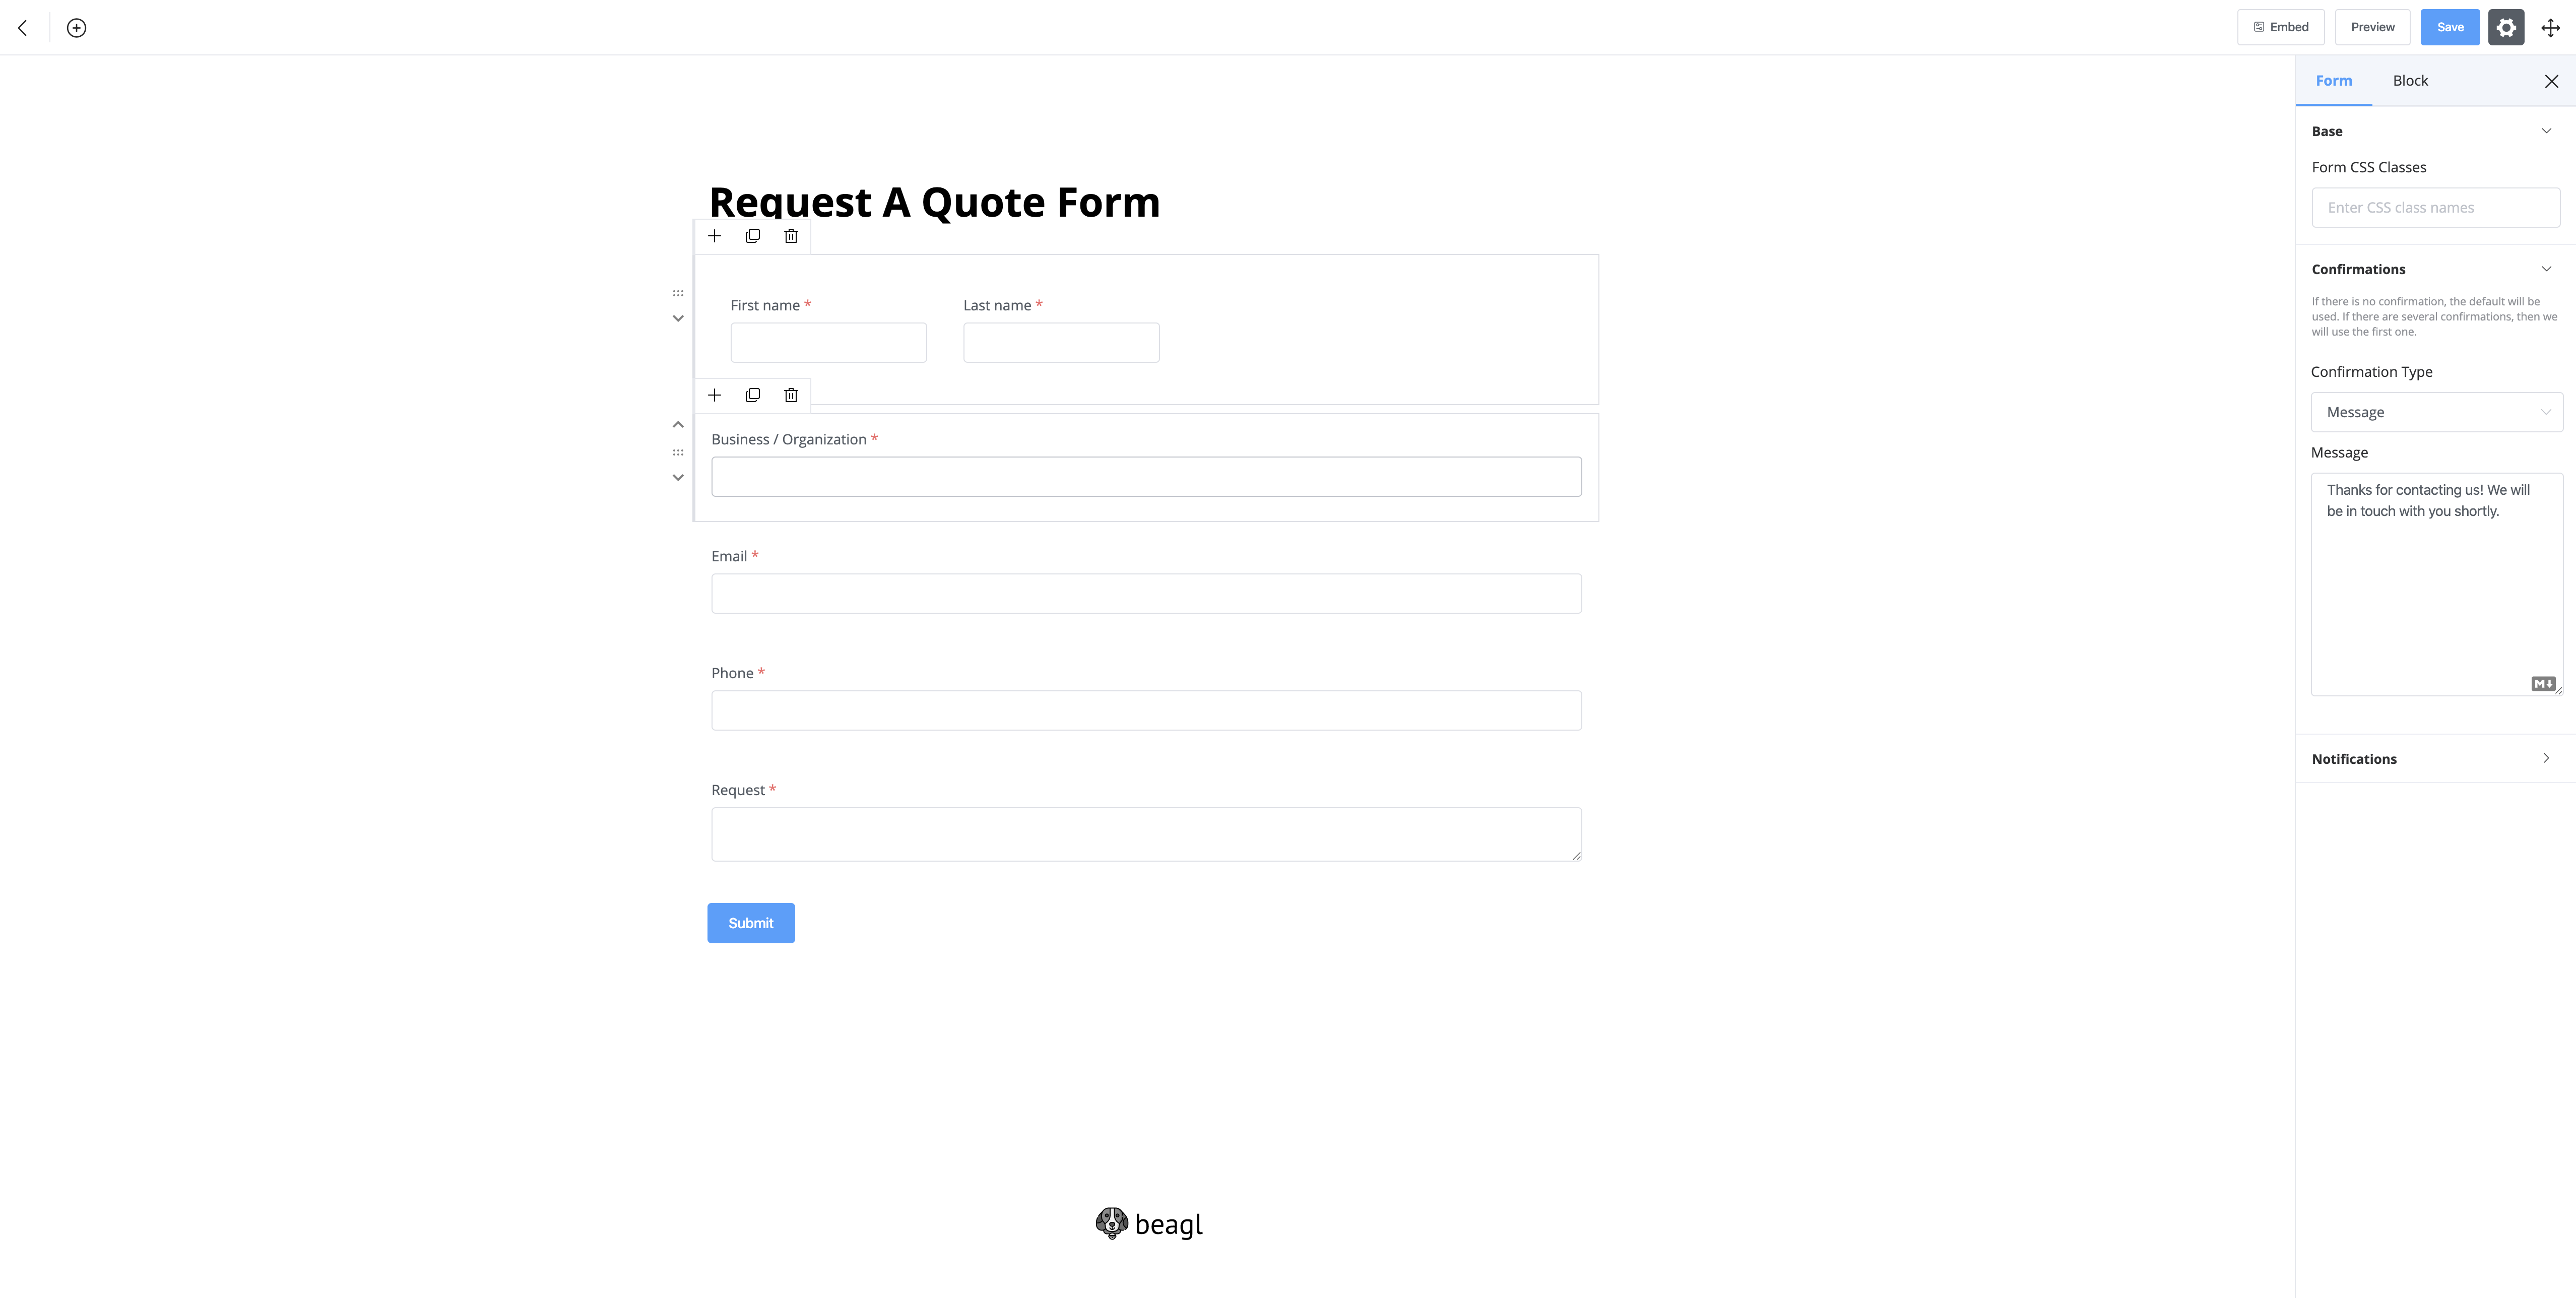 Embed
Preview
Save
Form
Block
Base
Form CSS Classes
Enter CSS class names
Confirmations
If there is no confirmation, the default will be
used. If there are several confirmations, then we
will use the first one.
Confirmation Type
Message
Message
Thanks for contacting us! We will
be in touch with you shortly.
M
Notifications
Request A Quote Form
First name *
Last name *
Business / Organization *
Email *
Phone *
Request *
Submit
beagl